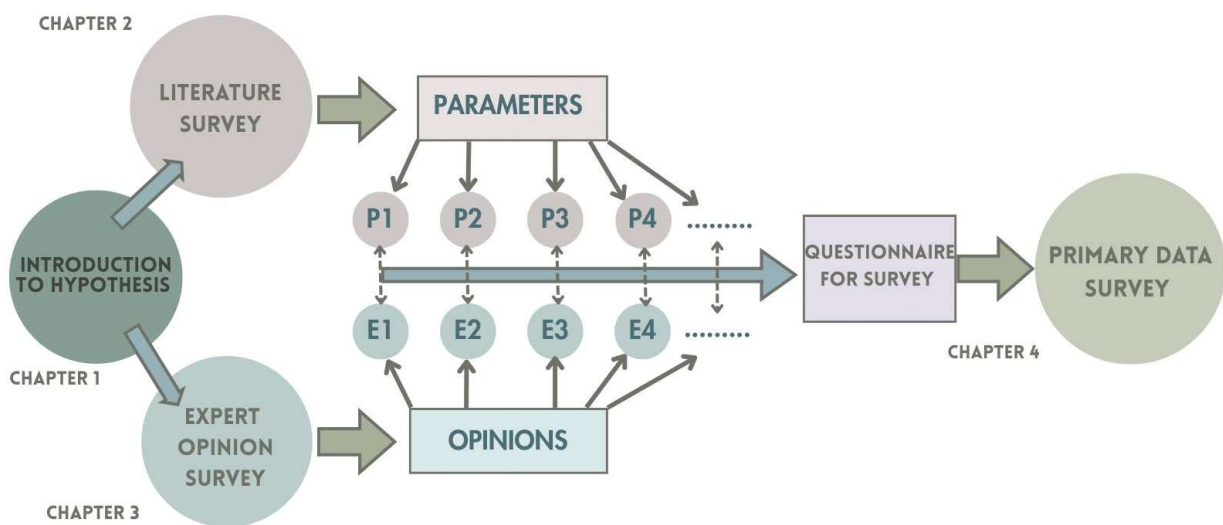 CHAPTER 2
LITERATURE
SURVEY
PARAMETERS
P1 P2 P3 P4 .........
INTRODUCTION
TO HYPOTHESIS
QUESTIONNAIRE
FOR SURVEY
PRIMARY DATA
SURVEY
E1 E2 E3 E4 .........
CHAPTER 4
CHAPTER 1
EXPERT
OPINION
SURVEY
OPINIONS
CHAPTER 3